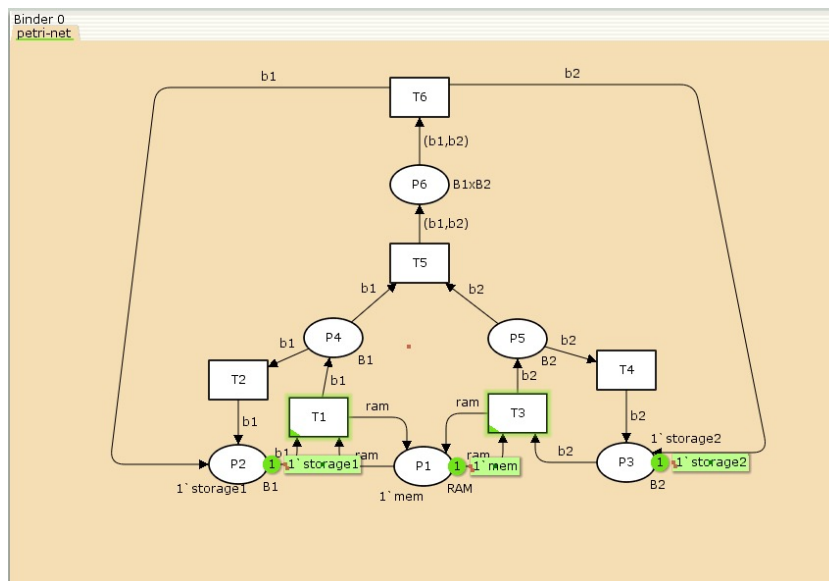 Binder 0
petri-net
b1
b2
T6
(b1,b2)
P6
B1xB2
(b1,b2)
T5
b1
b2
P4
B1
P5
B2
b1
b2
T2
T4
b1
b2
T1
T3
ram
ram
b1
b2
1`storage2
b1
ram
ram
b2
P2
1
1`storage1
P1
1
1`mem
P3
1
1`storage2
1`storage1
B1
1`mem
RAM
B2